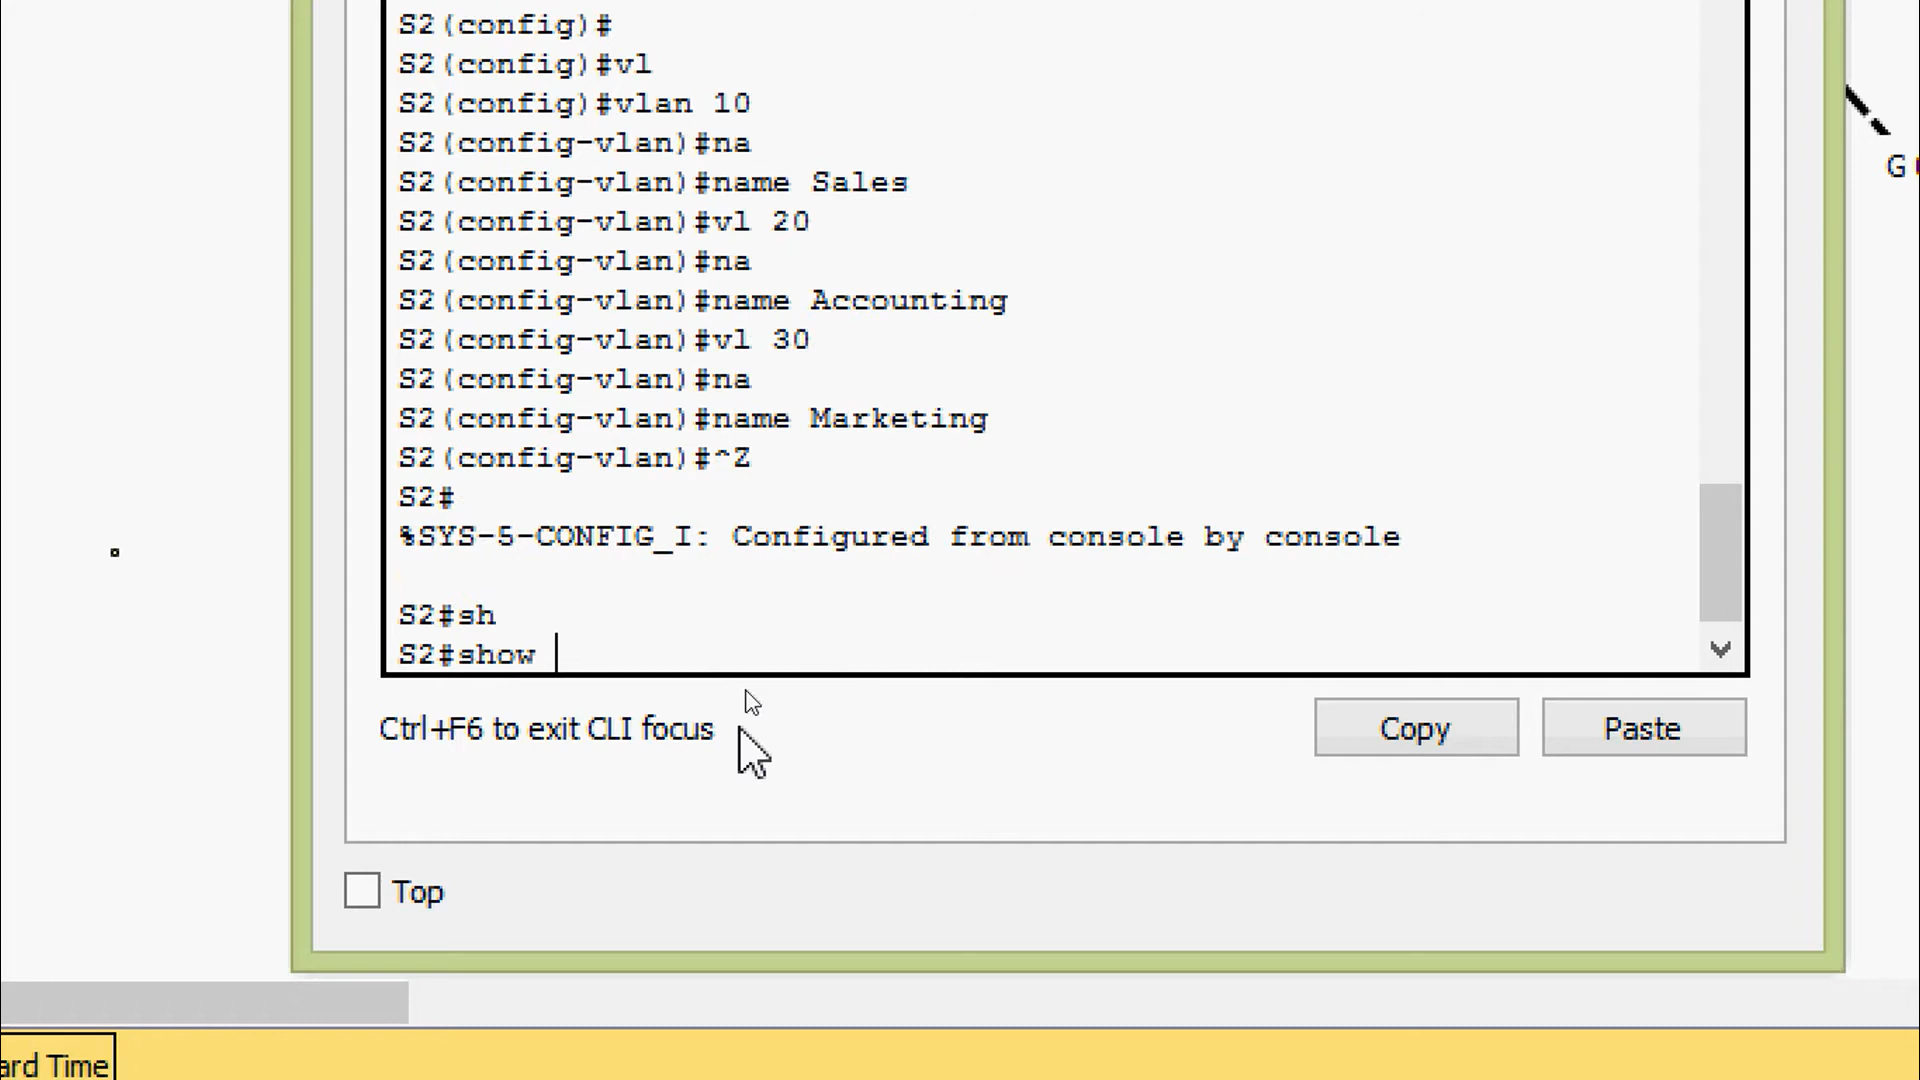 S2(config)#
S2(config)#vl
S2(config)#vlan 10
S2(config-vlan)#na
S2(config-vlan)#name Sales
S2(config-vlan)#vl 20
S2(config-vlan)#na
S2(config-vlan)#name Accounting
S2(config-vlan)#vl 30
S2(config-vlan)#na
S2(config-vlan)#name Marketing
S2(config-vlan)#^Z
S2#
%SYS-5-CONFIG_I: Configured from console by console
S2#sh
S2#show
Ctrl+F6 to exit CLI focus
Copy
Paste
Top
G
ard Time